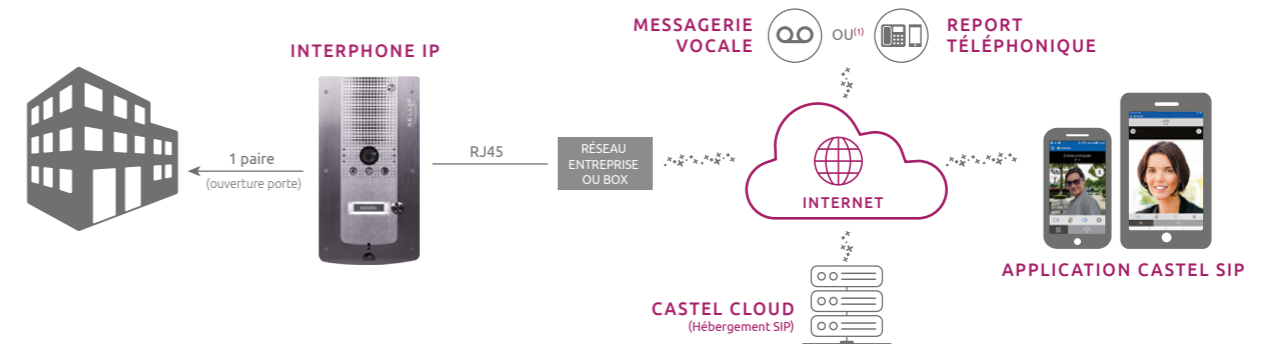 MESSAGERIE
VOCALE
OU(1)
REPORT
TÉLÉPHONIQUE
INTERPHONE IP
XELLIP
1 paire
(ouverture porte)
RJ45
RÉSEAU
ENTREPRISE
OU BOX
INTERNET
APPLICATION CASTEL SIP
CASTEL CLOUD
(Hébergement SIP)